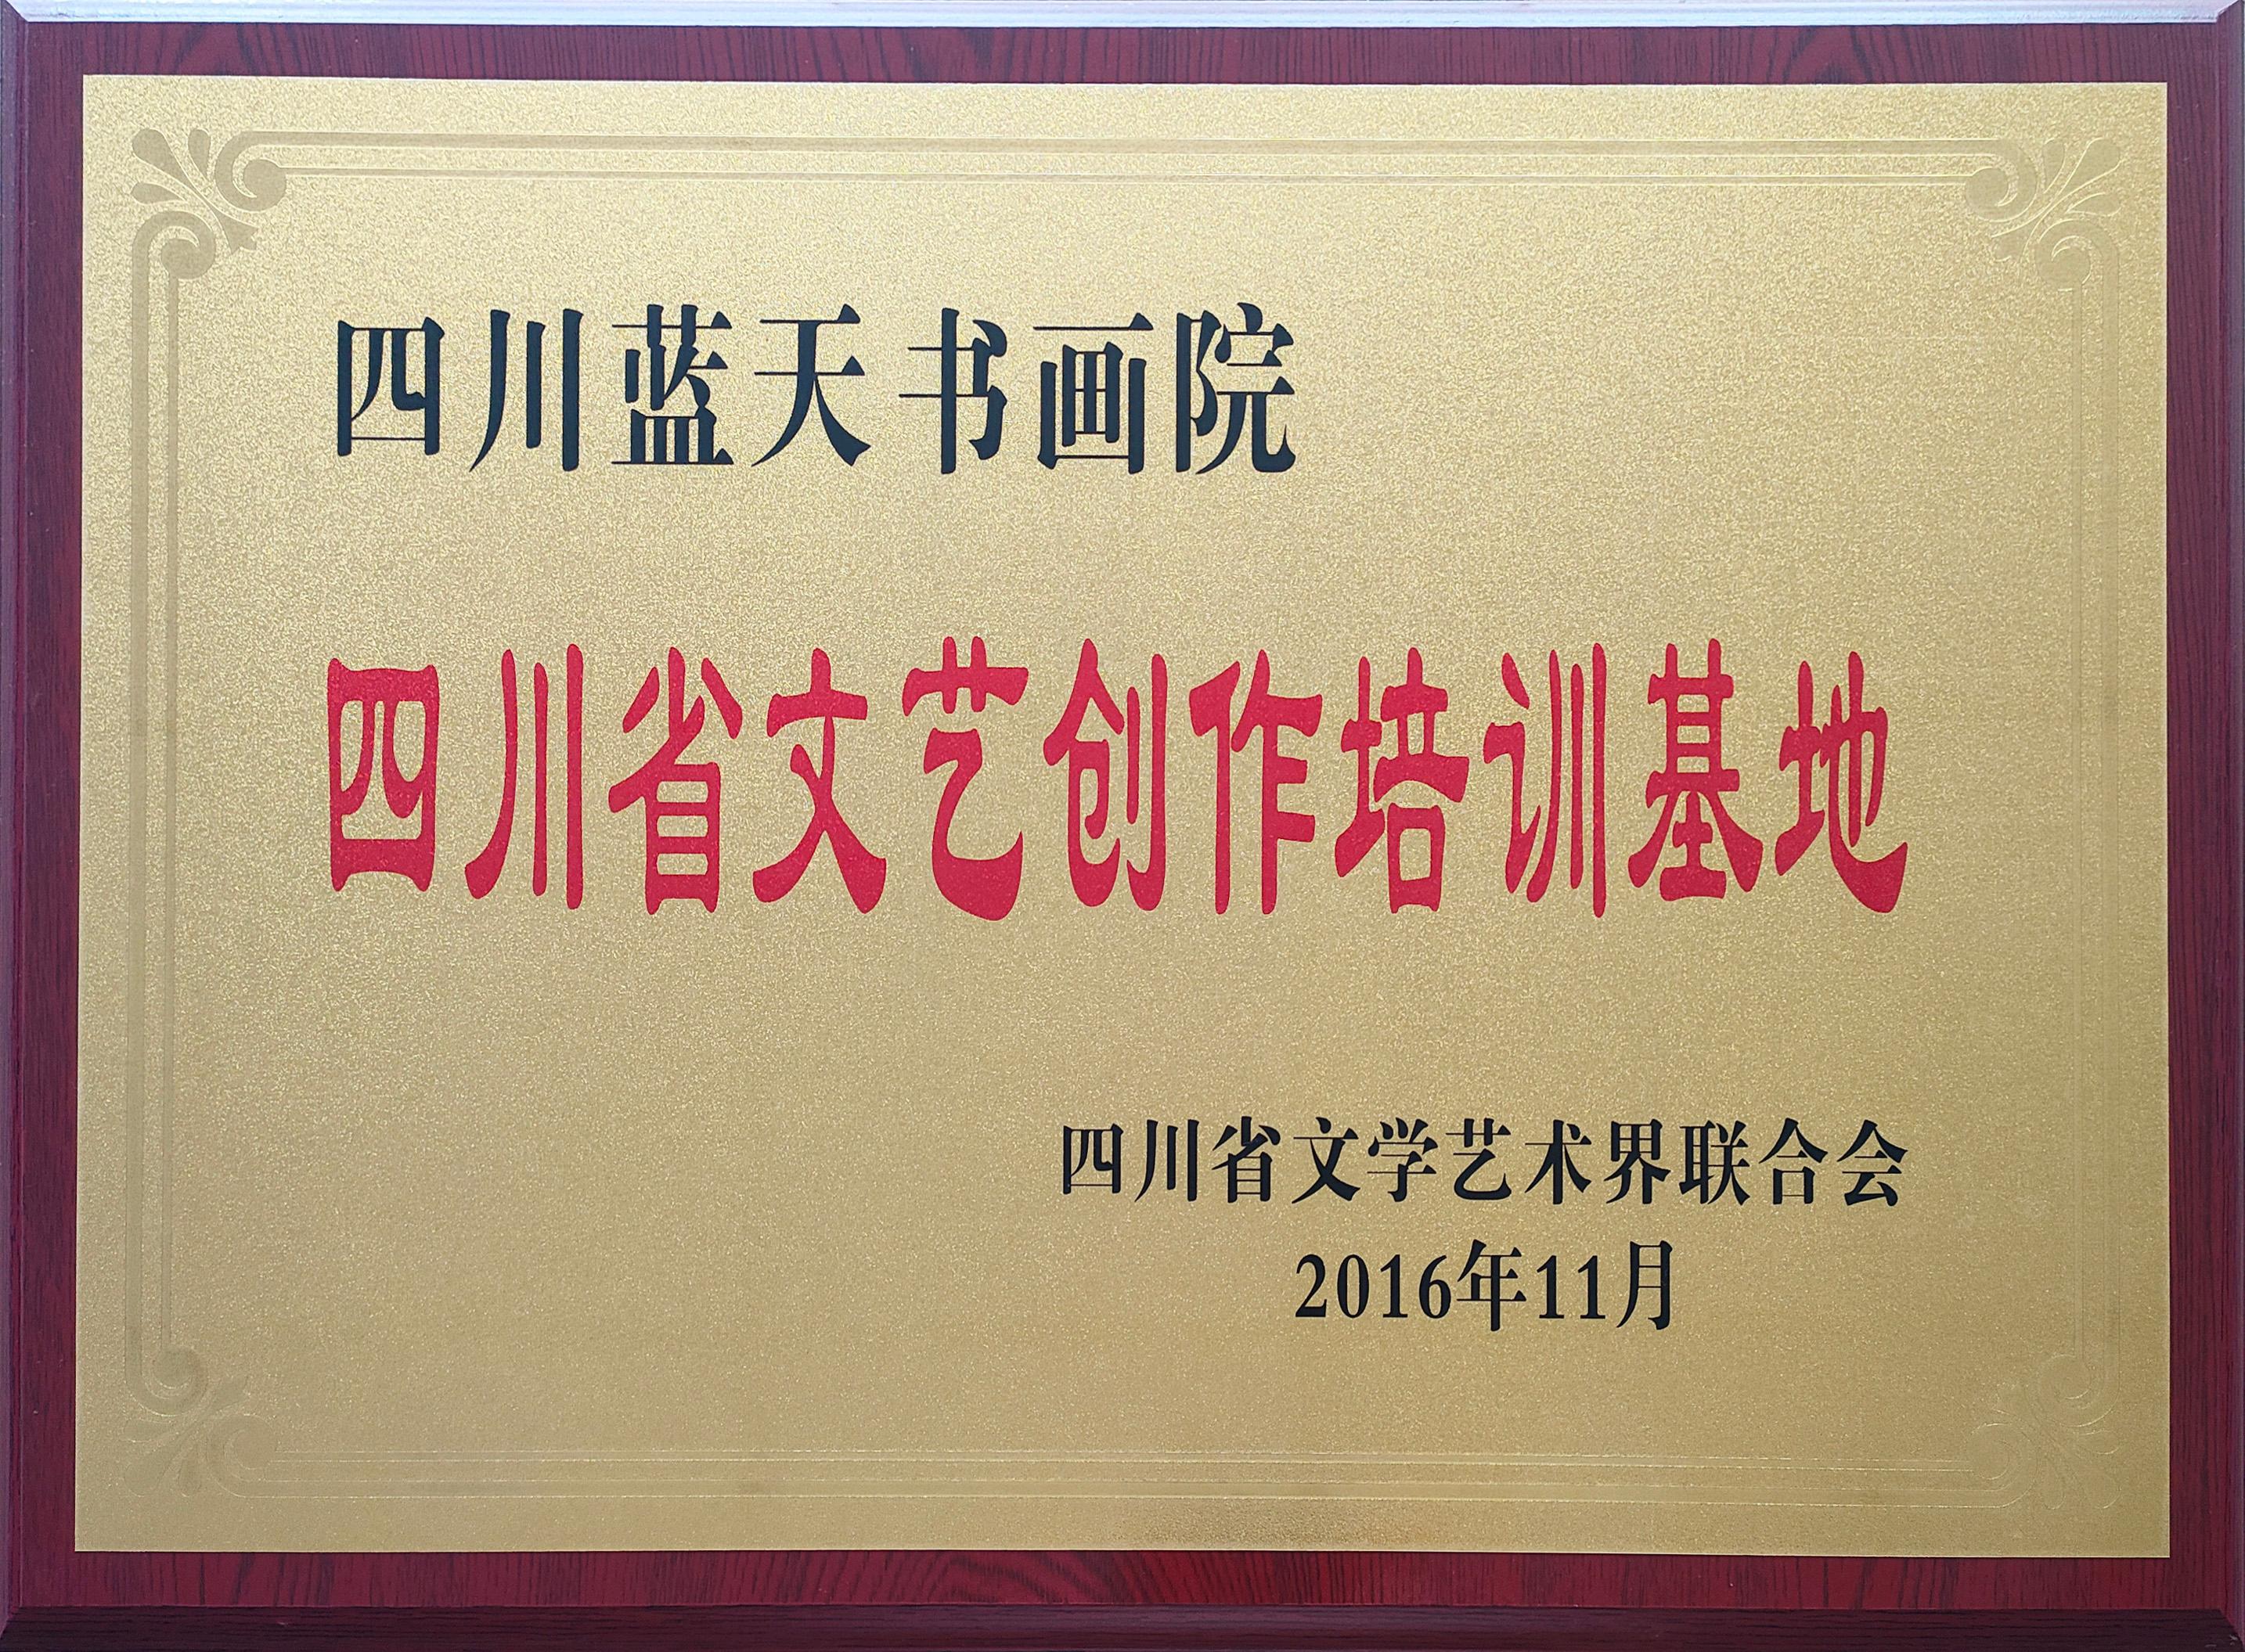 四川蓝天书画院
四川省文艺创作培训基地
四川省文学艺术界联合会
2016年11月